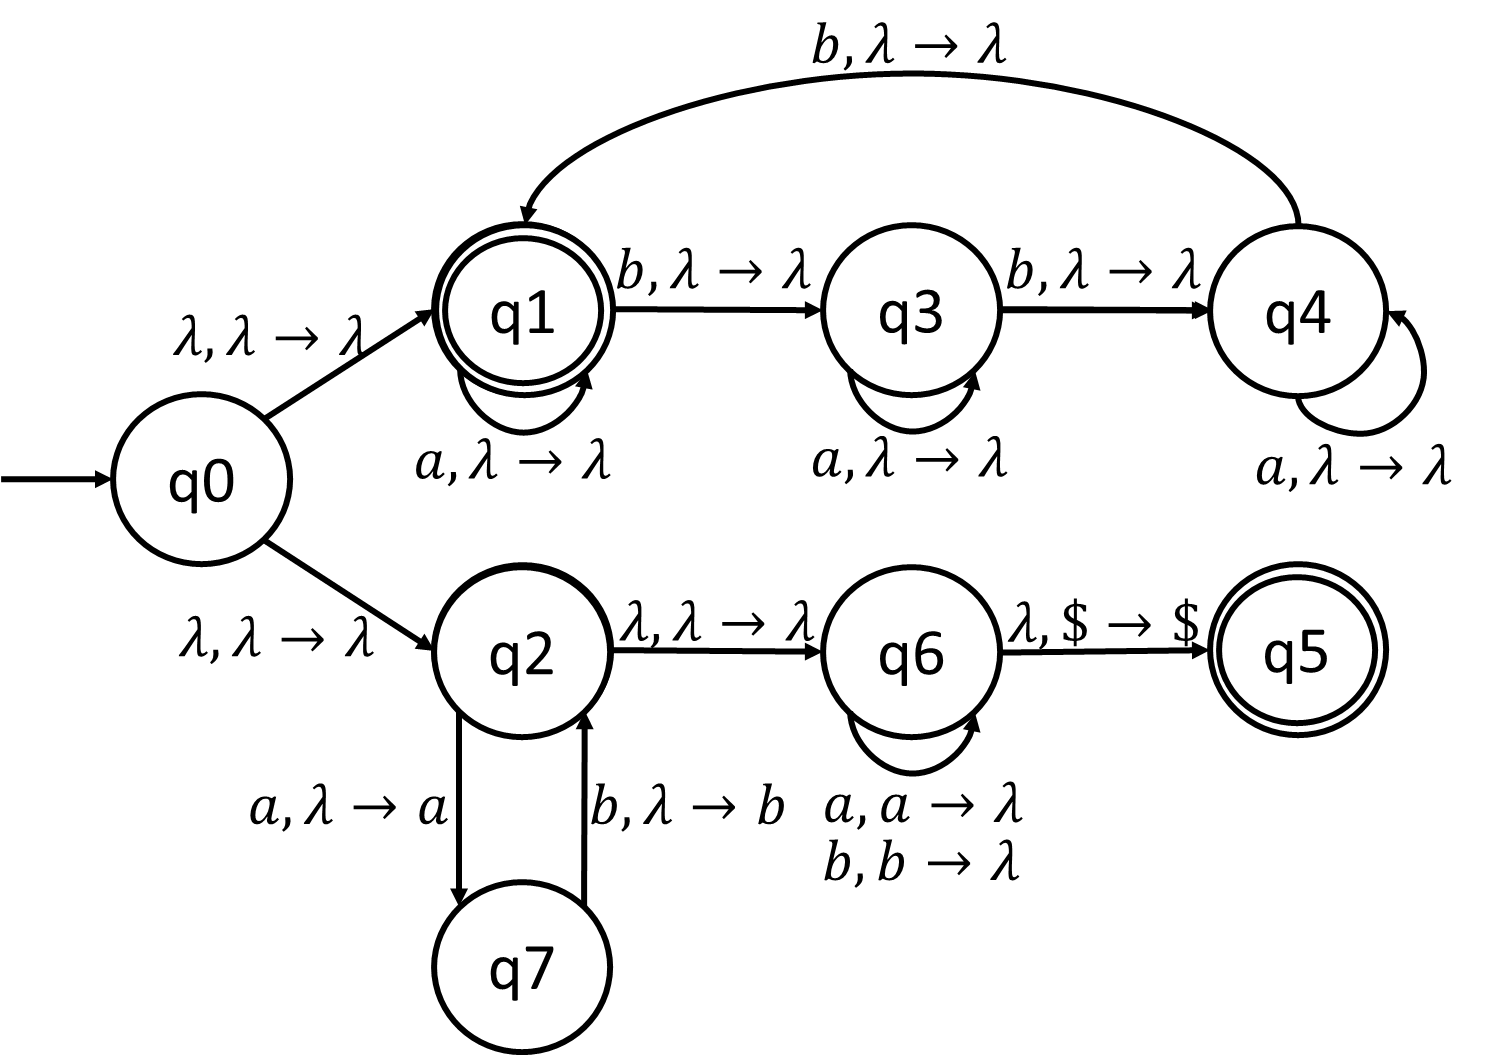 b, λ → λ
b, λ → λ
b, λ → λ
q1
q3
q4
λ, λ → λ
a, λ → λ
a, λ → λ
a, λ → λ
q0
λ, λ → λ
λ, λ → λ
λ, $ → $
q2
q6
q5
a, λ → a
b, λ → b
a, a → λ
b, b → λ
q7